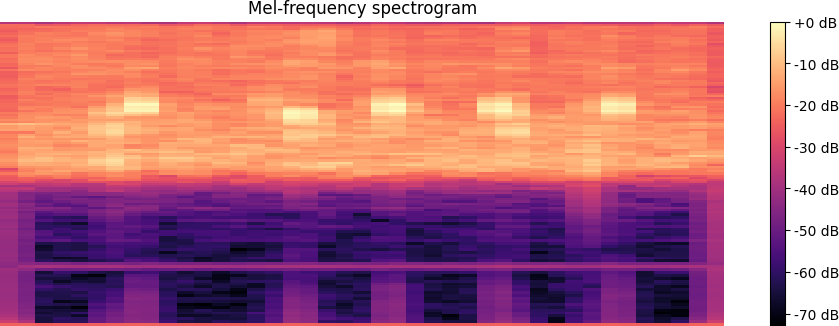 Mel-frequency spectrogram
+0 dB
-10 dB
-20 dB
-30 dB
-40 dB
-50 dB
-60 dB
-70 dB